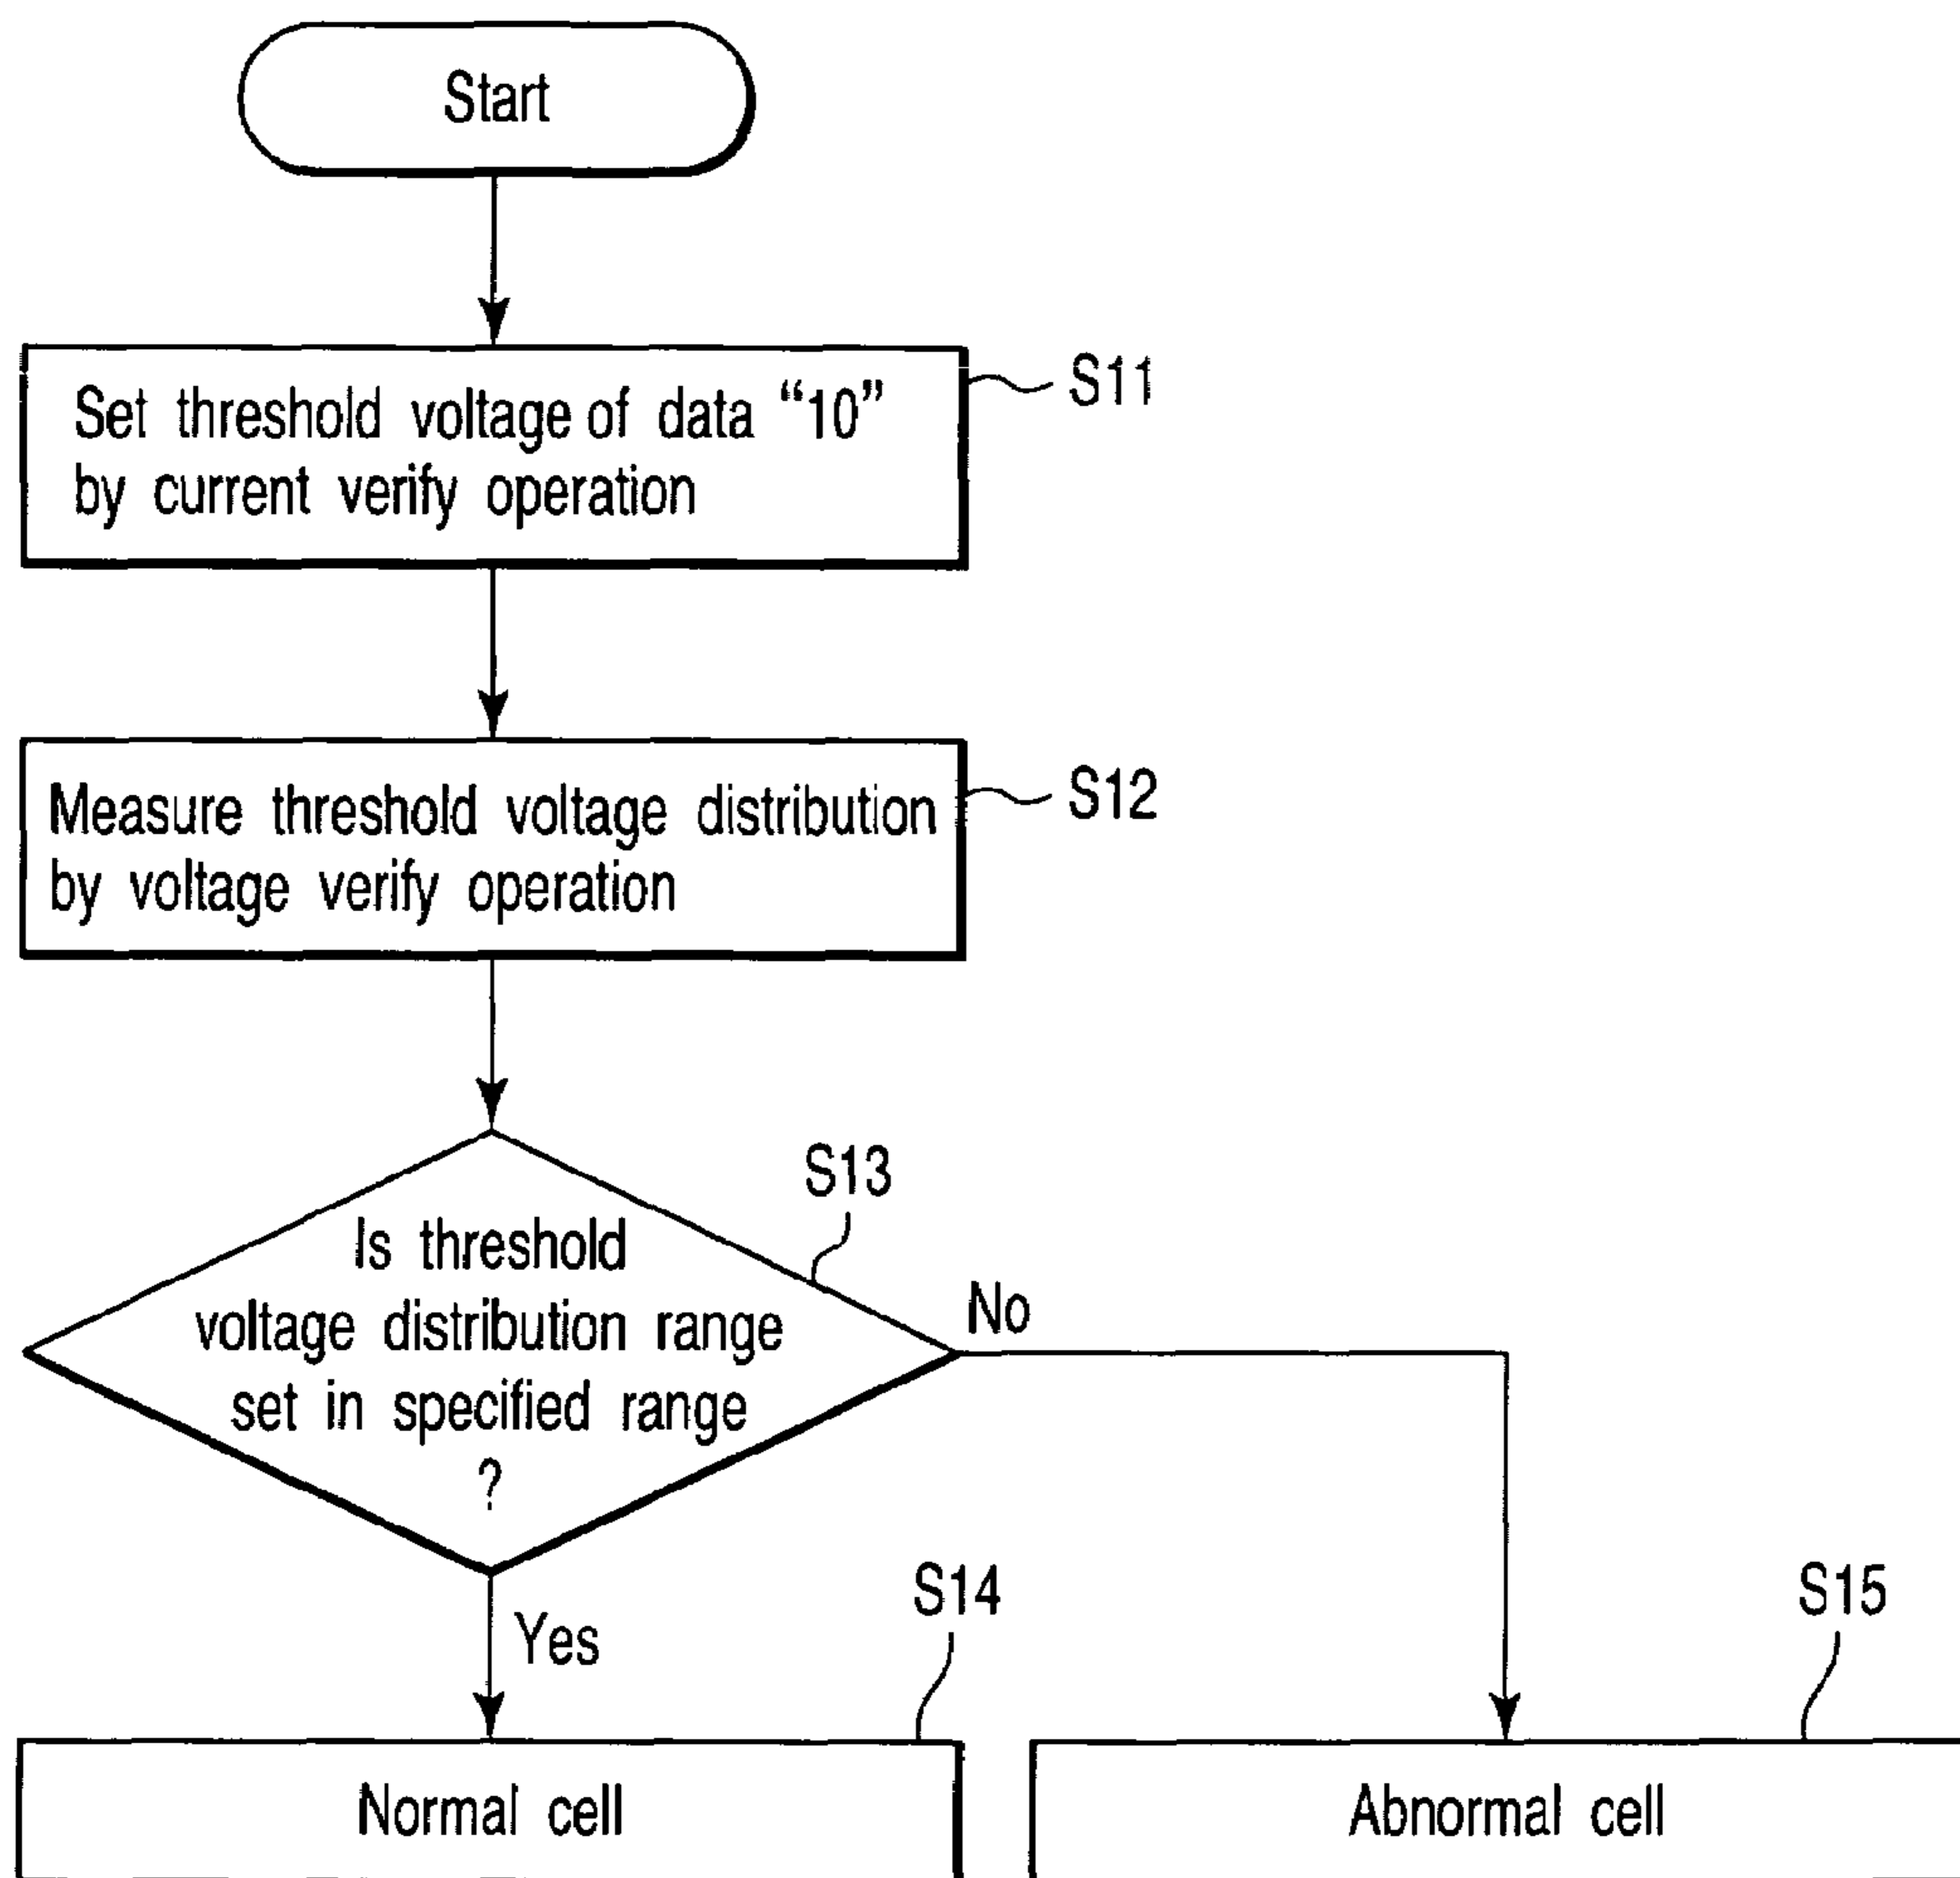 Start
Set threshold voltage of data “10”
by current verify operation
S11
Measure threshold voltage distribution
by voltage verify operation
S12
S13
Is threshold
voltage distribution range
set in specified range
?
No
Yes
S14
S15
Normal cell
Abnormal cell